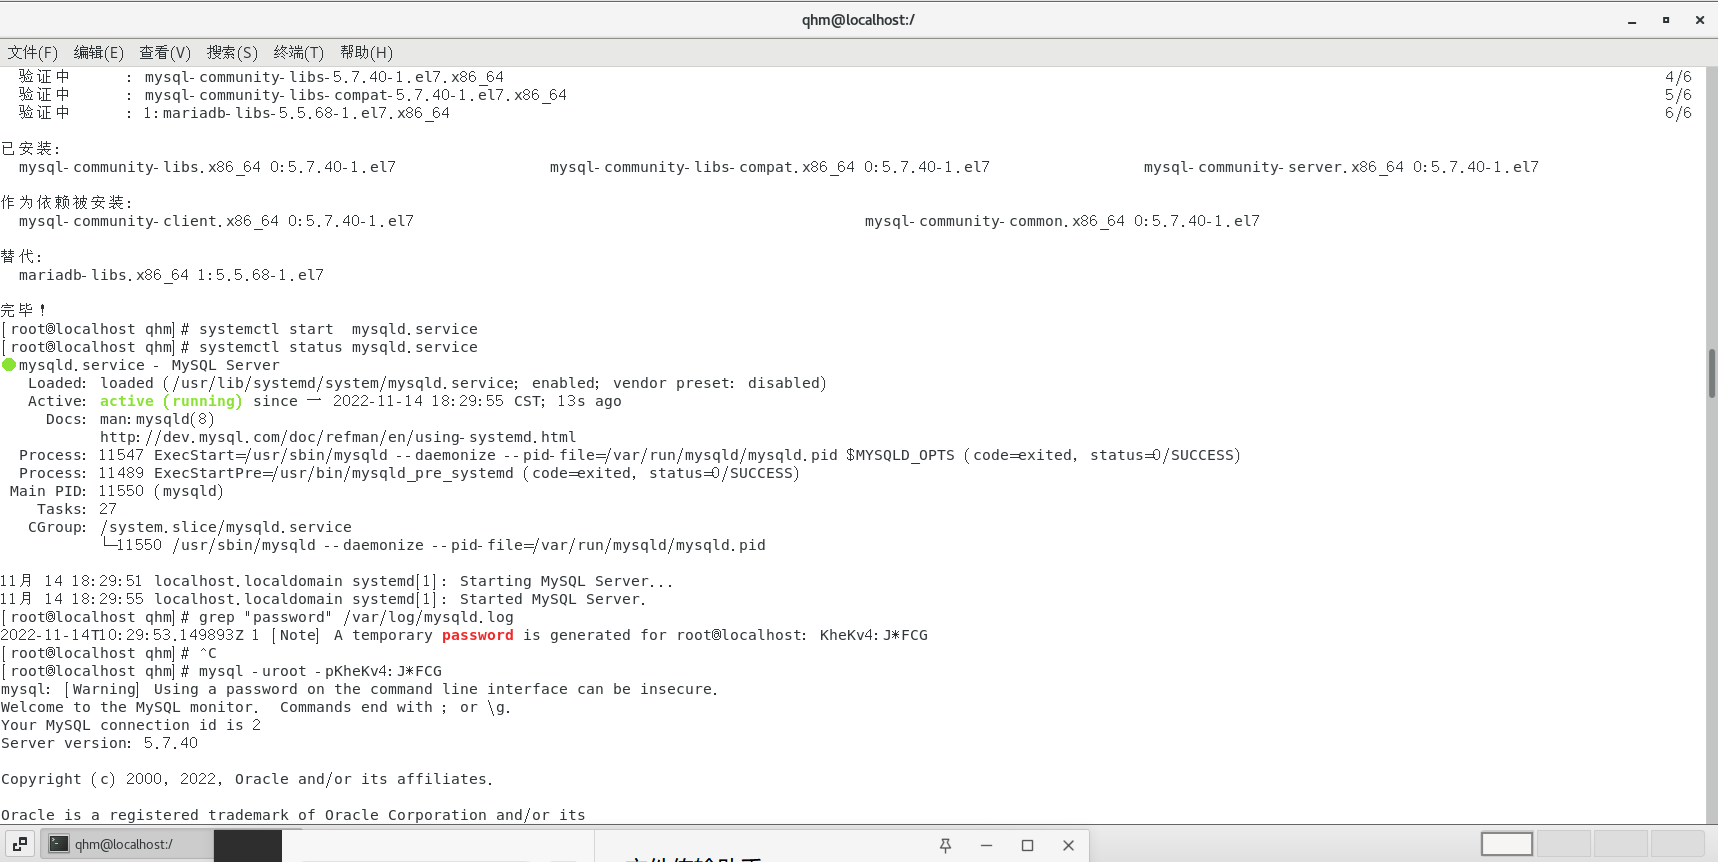 qhm@localhost:/
文件(F) 编辑(E) 查看(V) 搜索(S) 终端(T) 帮助(H)
验证中 : mysql-community-libs-5.7.40-1.el7.x86_64 4/6
验证中 : mysql-community-libs-compat-5.7.40-1.el7.x86_64 5/6
验证中 : 1:mariadb-libs-5.5.68-1.el7.x86_64 6/6
已安装:
mysql-community-libs.x86_64 0:5.7.40-1.el7 mysql-community-libs-compat.x86_64 0:5.7.40-1.el7 mysql-community-server.x86_64 0:5.7.40-1.el7
作为依赖被安装:
mysql-community-client.x86_64 0:5.7.40-1.el7 mysql-community-common.x86_64 0:5.7.40-1.el7
替代:
mariadb-libs.x86_64 1:5.5.68-1.el7
完毕！
[root@localhost qhm]# systemctl start  mysqld.service
[root@localhost qhm]# systemctl status mysqld.service
● mysqld.service - MySQL Server
Loaded: loaded (/usr/lib/systemd/system/mysqld.service; enabled; vendor preset: disabled)
Active: active (running) since 一 2022-11-14 18:29:55 CST; 13s ago
Docs: man:mysqld(8)
http://dev.mysql.com/doc/refman/en/using-systemd.html
Process: 11547 ExecStart=/usr/sbin/mysqld --daemonize --pid-file=/var/run/mysqld/mysqld.pid $MYSQLD_OPTS (code=exited, status=0/SUCCESS)
Process: 11489 ExecStartPre=/usr/bin/mysqld_pre_systemd (code=exited, status=0/SUCCESS)
Main PID: 11550 (mysqld)
Tasks: 27
CGroup: /system.slice/mysqld.service
└─11550 /usr/sbin/mysqld --daemonize --pid-file=/var/run/mysqld/mysqld.pid
11月 14 18:29:51 localhost.localdomain systemd[1]: Starting MySQL Server...
11月 14 18:29:55 localhost.localdomain systemd[1]: Started MySQL Server.
[root@localhost qhm]# grep "password" /var/log/mysqld.log
2022-11-14T10:29:53.149893Z 1 [Note] A temporary password is generated for root@localhost: KheKv4:J*FCG
[root@localhost qhm]# ^C
[root@localhost qhm]# mysql -uroot -pKheKv4:J*FCG
mysql: [Warning] Using a password on the command line interface can be insecure.
Welcome to the MySQL monitor.  Commands end with ; or \g.
Your MySQL connection id is 2
Server version: 5.7.40
Copyright (c) 2000, 2022, Oracle and/or its affiliates.
Oracle is a registered trademark of Oracle Corporation and/or its
qhm@localhost:/